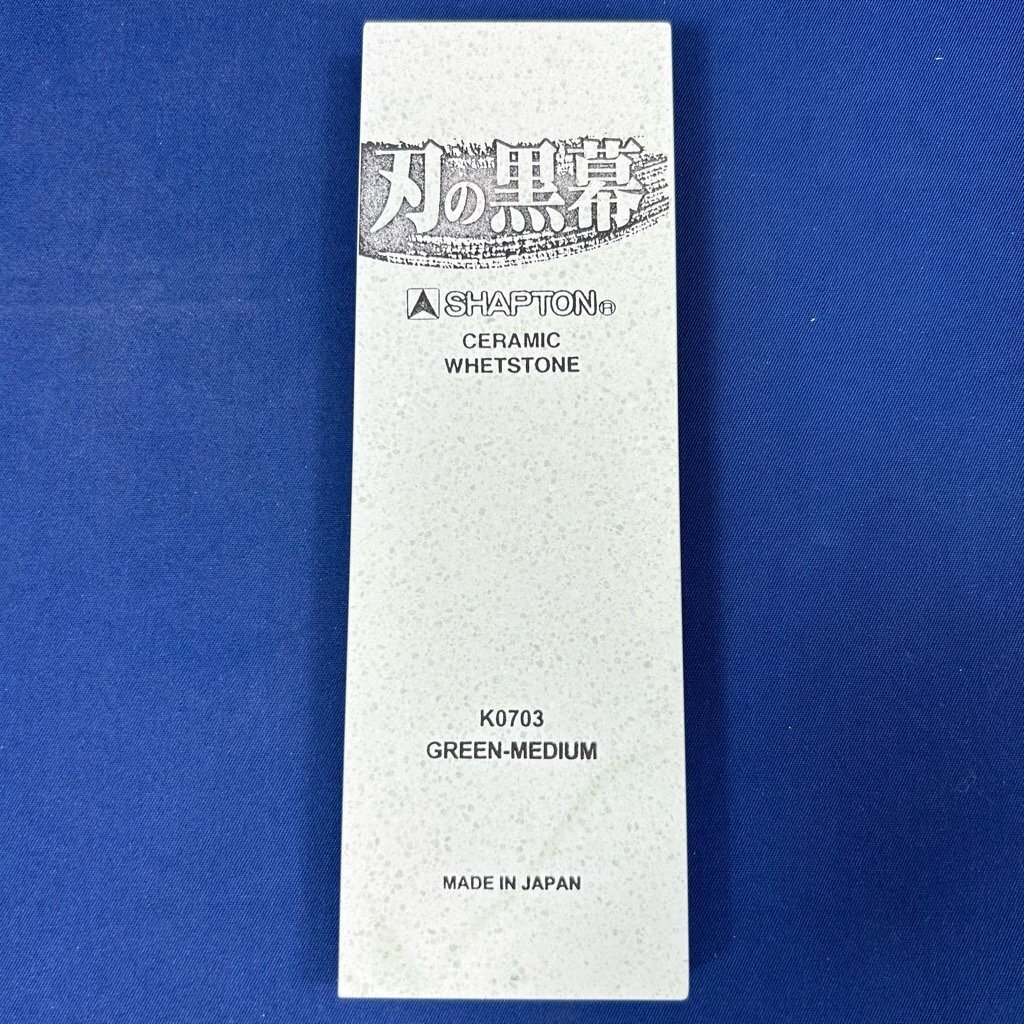 刃の黒幕
SHAPTON®
CERAMIC
WHETSTONE
K0703
GREEN-MEDIUM
MADE IN JAPAN